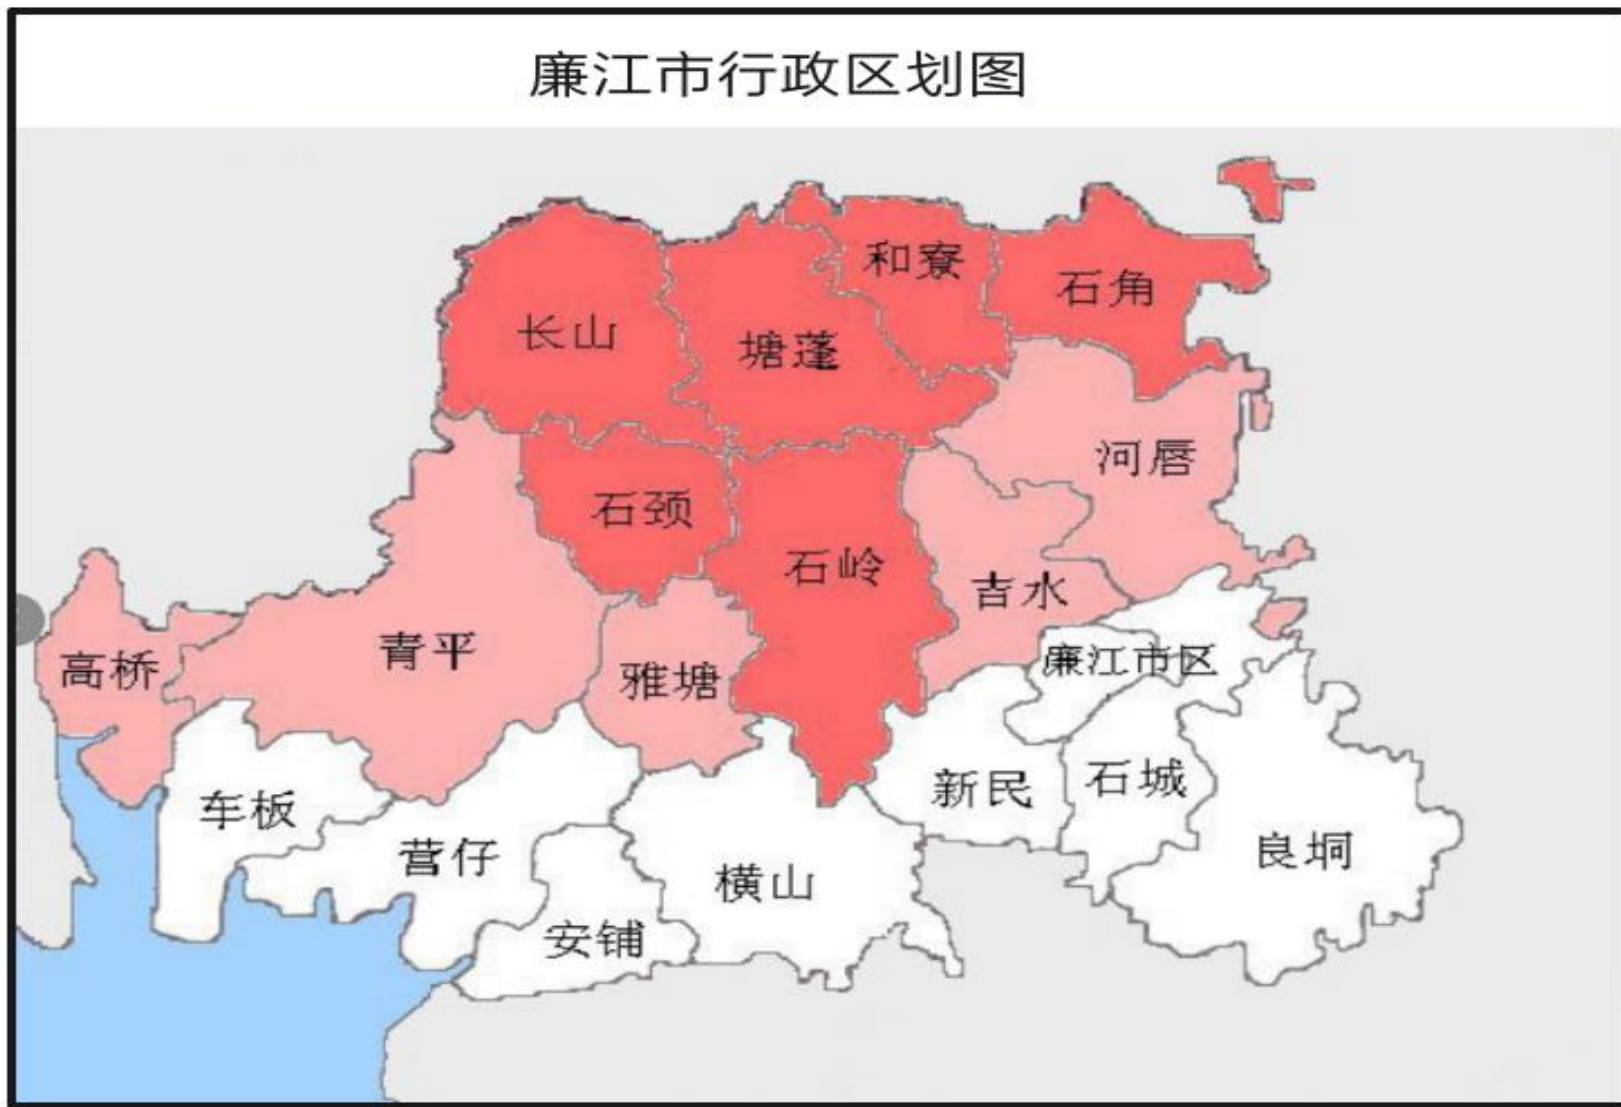 廉江市行政区划图
和寮
石角
长山
塘蓬
河唇
石颈
石岭
吉水
青平
高桥
雅塘
廉江市区
车板
新民
石城
营仔
横山
良垌
安铺